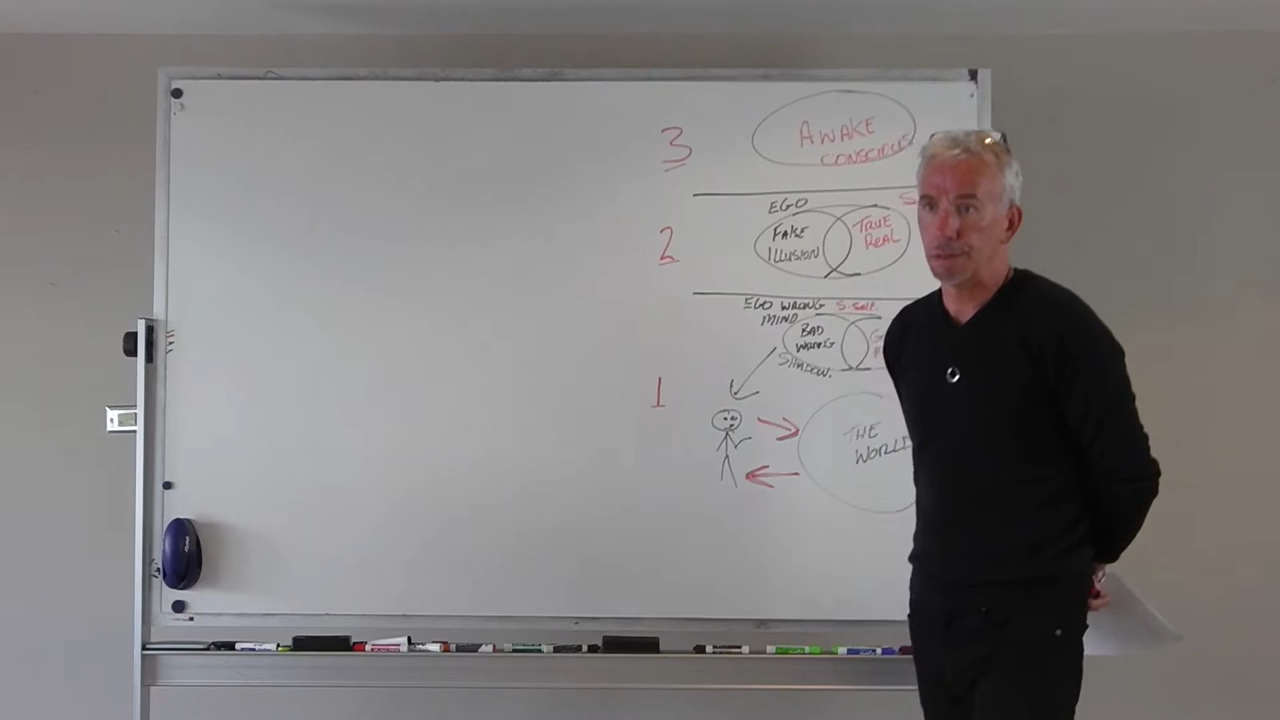 3
AWAKE
CONSCIOUS
EGO
S
2
FALSE
ILLUSION
TRUE
REAL
EGO WRONG
MIND
S-SELF
BAD
WRONG
G
SHADOW.
1
THE
WORLD